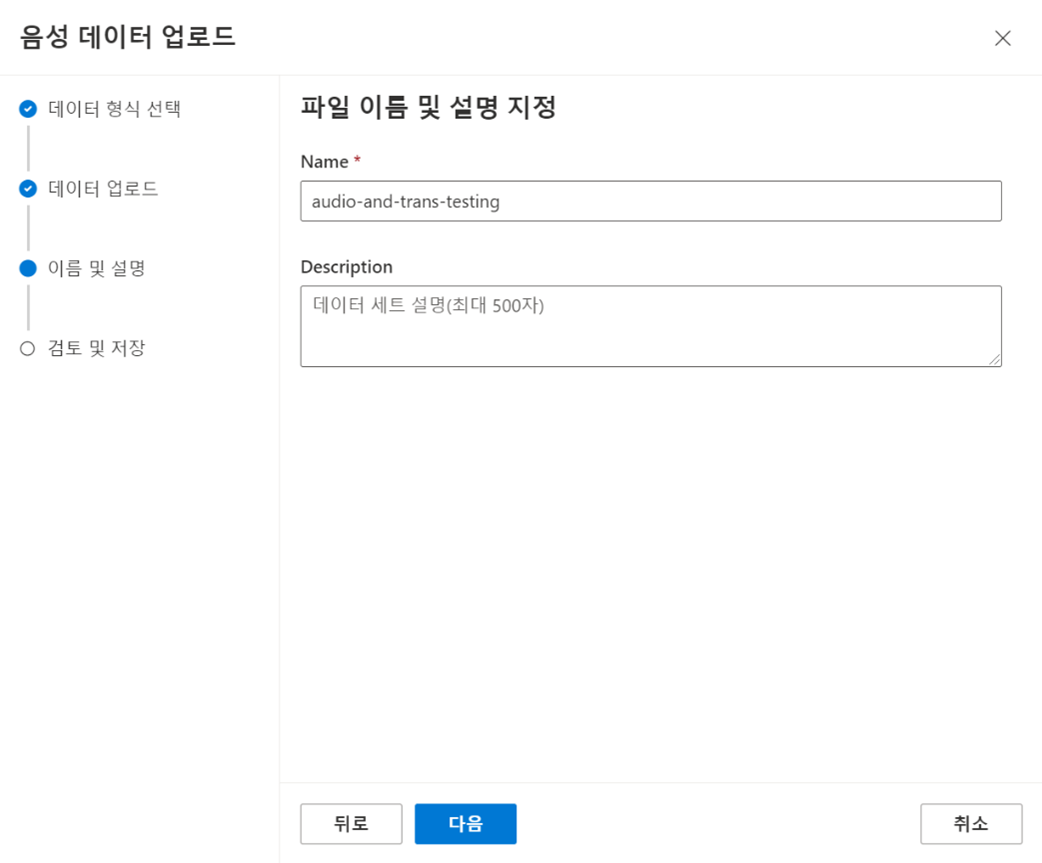 음성 데이터 업로드
데이터 형식 선택
데이터 업로드
이름 및 설명
검토 및 저장
파일 이름 및 설명 지정
Name *
audio-and-trans-testing
Description
데이터 세트 설명(최대 500자)
뒤로
다음
취소